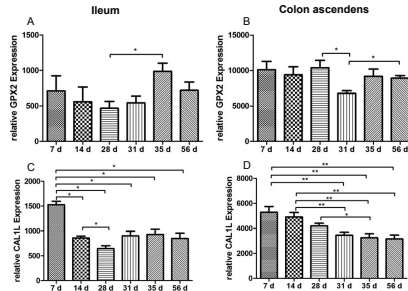 Ileum
Colon ascendens
A
relative GPX2 Expression
1500
1000
500
0
*
7 d 14 d 28 d 31 d 35 d 56 d
B
relative GPX2 Expression
15000
10000
5000
0
* *
7 d 14 d 28 d 31 d 35 d 56 d
C
relative CAL1L Expression
2000
1500
1000
500
0
*
*
*
*
* *
7 d 14 d 28 d 31 d 35 d 56 d
D
relative CAL1L Expression
8000
6000
4000
2000
0
**
**
**
**
**
** *
7 d 14 d 28 d 31 d 35 d 56 d